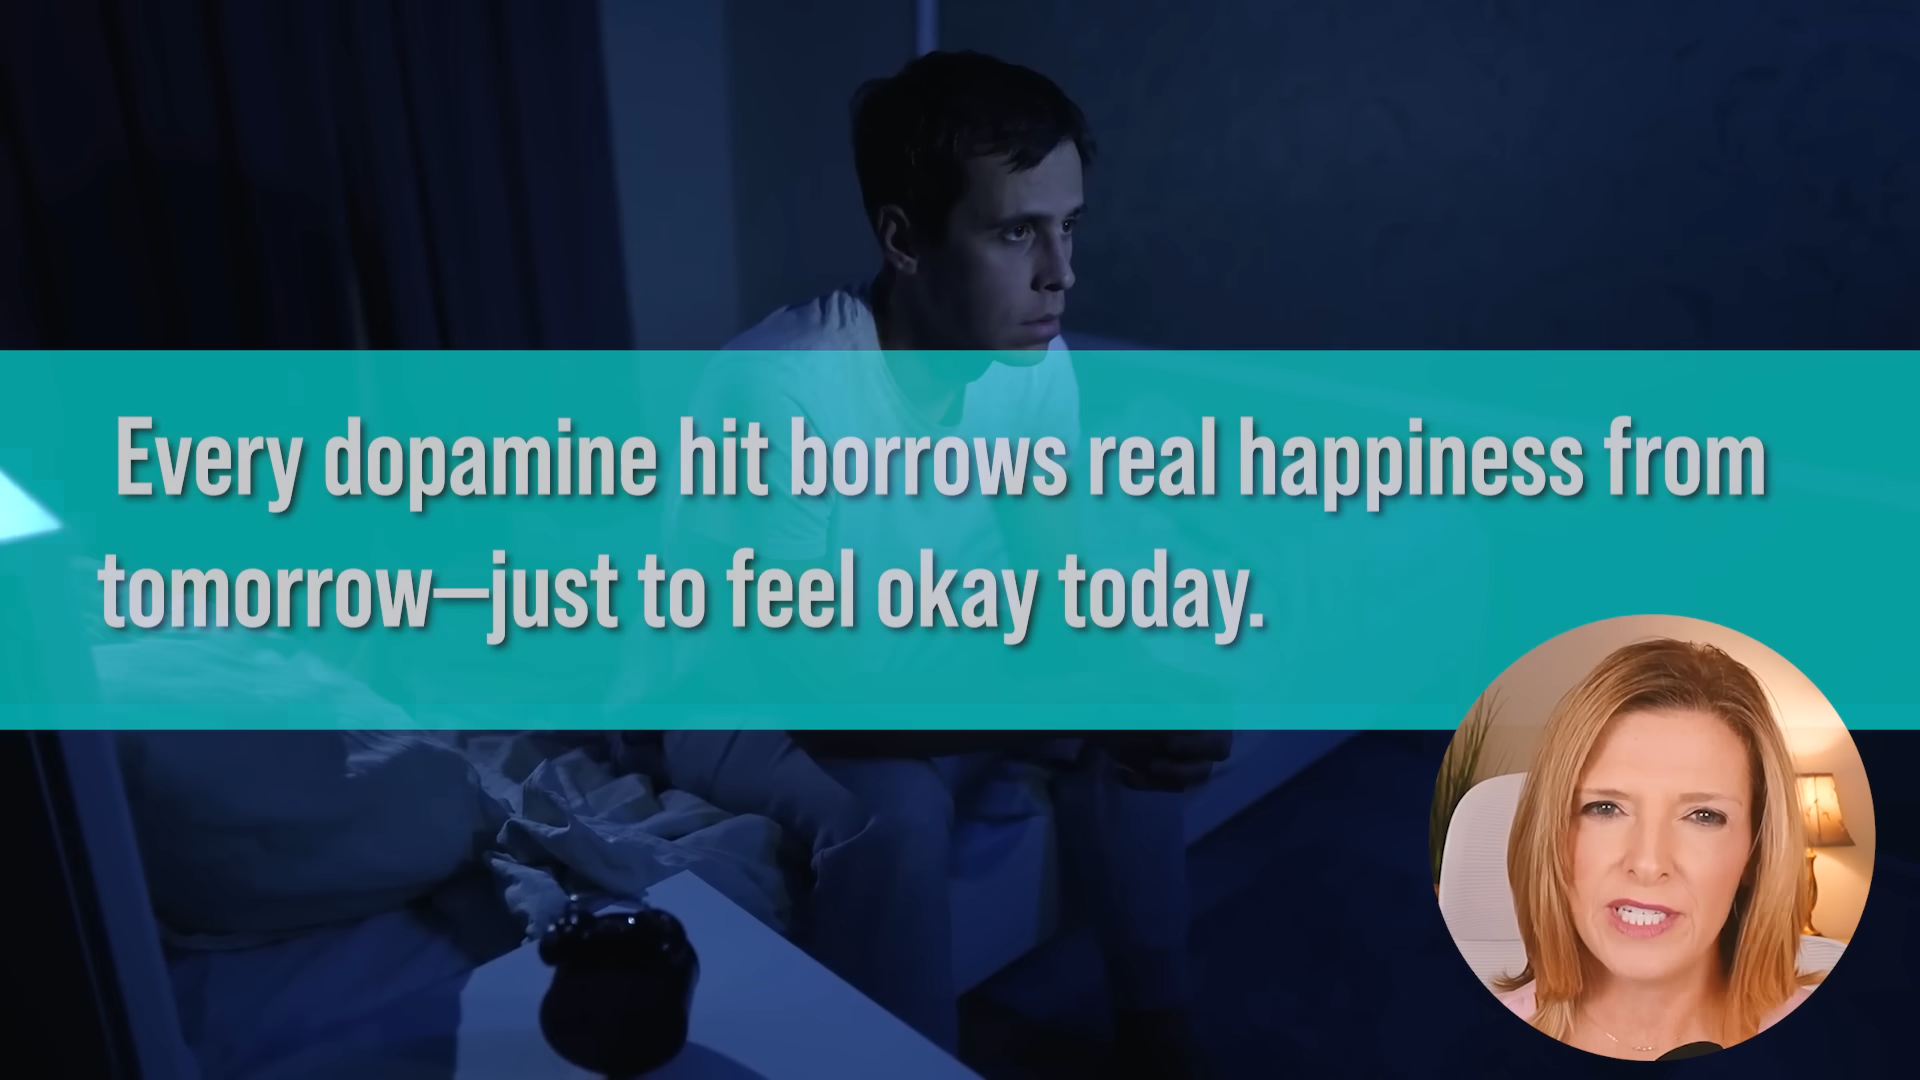 Every dopamine hit borrows real happiness from
tomorrow—just to feel okay today.